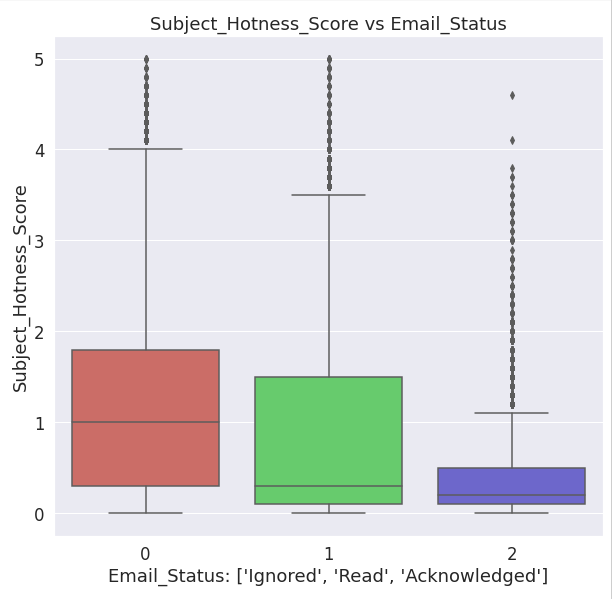 Subject_Hotness_Score vs Email_Status
Subject_Hotness_Score
5
4
3
2
1
0
0 1 2
Email_Status: ['Ignored', 'Read', 'Acknowledged']